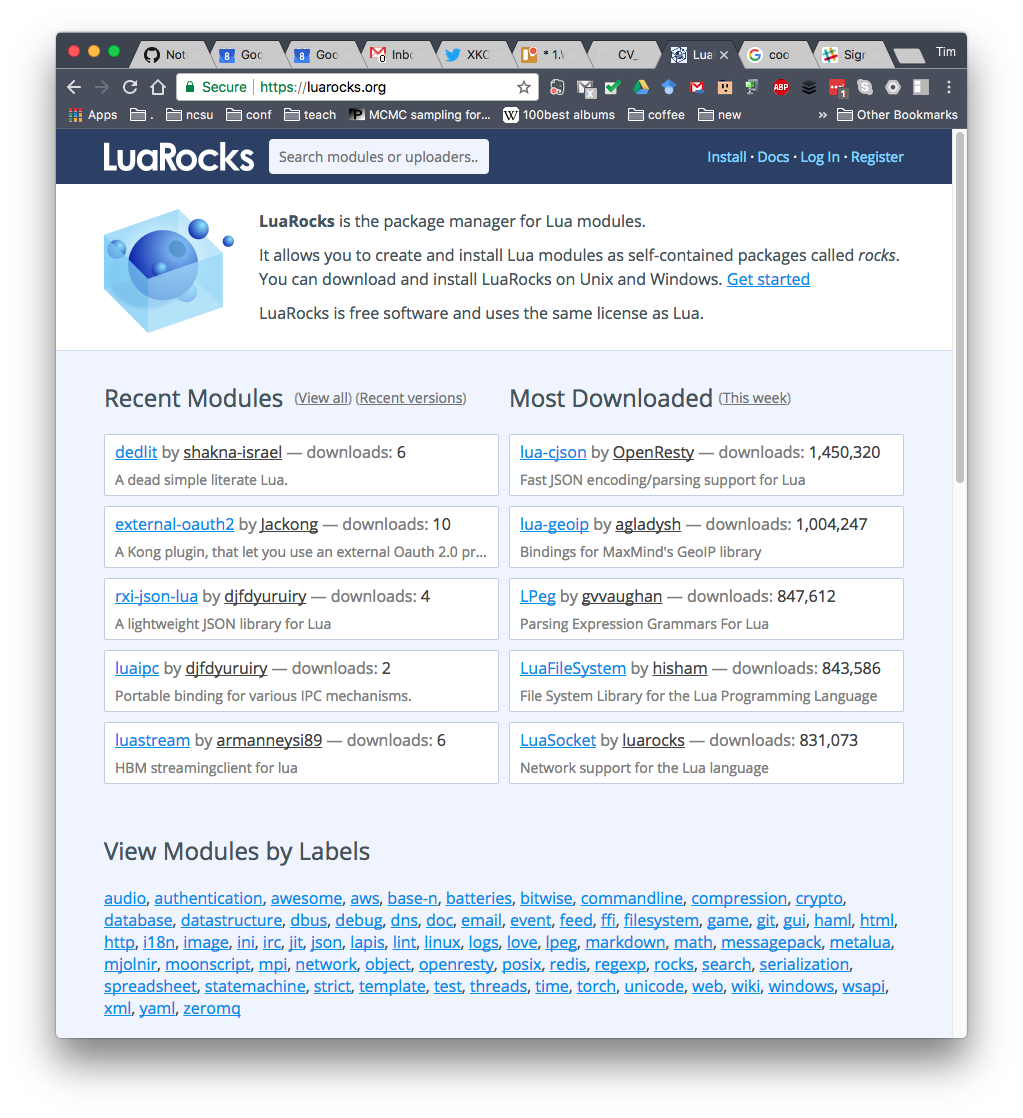 Noti Goo Goo Inbo XKC * 1.\ CV_ Lua coo Sign Tim
Secure https://luarocks.org
Apps . ncsu conf teach MCMC sampling for... 100best albums coffee new » Other Bookmarks
LuaRocks Search modules or uploaders.. Install · Docs · Log In · Register
LuaRocks is the package manager for Lua modules.
It allows you to create and install Lua modules as self-contained packages called rocks.
You can download and install LuaRocks on Unix and Windows. Get started
LuaRocks is free software and uses the same license as Lua.
Recent Modules (View all) (Recent versions)
dedlit by shakna-israel — downloads: 6
A dead simple literate Lua.
external-oauth2 by Jackong — downloads: 10
A Kong plugin, that let you use an external Oauth 2.0 pr...
rxi-json-lua by djfdyuruiry — downloads: 4
A lightweight JSON library for Lua
luaipc by djfdyuruiry — downloads: 2
Portable binding for various IPC mechanisms.
luastream by armanneysi89 — downloads: 6
HBM streamingclient for lua
Most Downloaded (This week)
lua-cjson by OpenResty — downloads: 1,450,320
Fast JSON encoding/parsing support for Lua
lua-geoip by agladysh — downloads: 1,004,247
Bindings for MaxMind's GeoIP library
LPeg by gvvaughan — downloads: 847,612
Parsing Expression Grammars For Lua
LuaFileSystem by hisham — downloads: 843,586
File System Library for the Lua Programming Language
LuaSocket by luarocks — downloads: 831,073
Network support for the Lua language
View Modules by Labels
audio, authentication, awesome, aws, base-n, batteries, bitwise, commandline, compression, crypto,
database, datastructure, dbus, debug, dns, doc, email, event, feed, ffi, filesystem, game, git, gui, haml, html,
http, i18n, image, ini, irc, jit, json, lapis, lint, linux, logs, love, lpeg, markdown, math, messagepack, metalua,
mjolnir, moonscript, mpi, network, object, openresty, posix, redis, regexp, rocks, search, serialization,
spreadsheet, statemachine, strict, template, test, threads, time, torch, unicode, web, wiki, windows, wsapi,
xml, yaml, zeromq